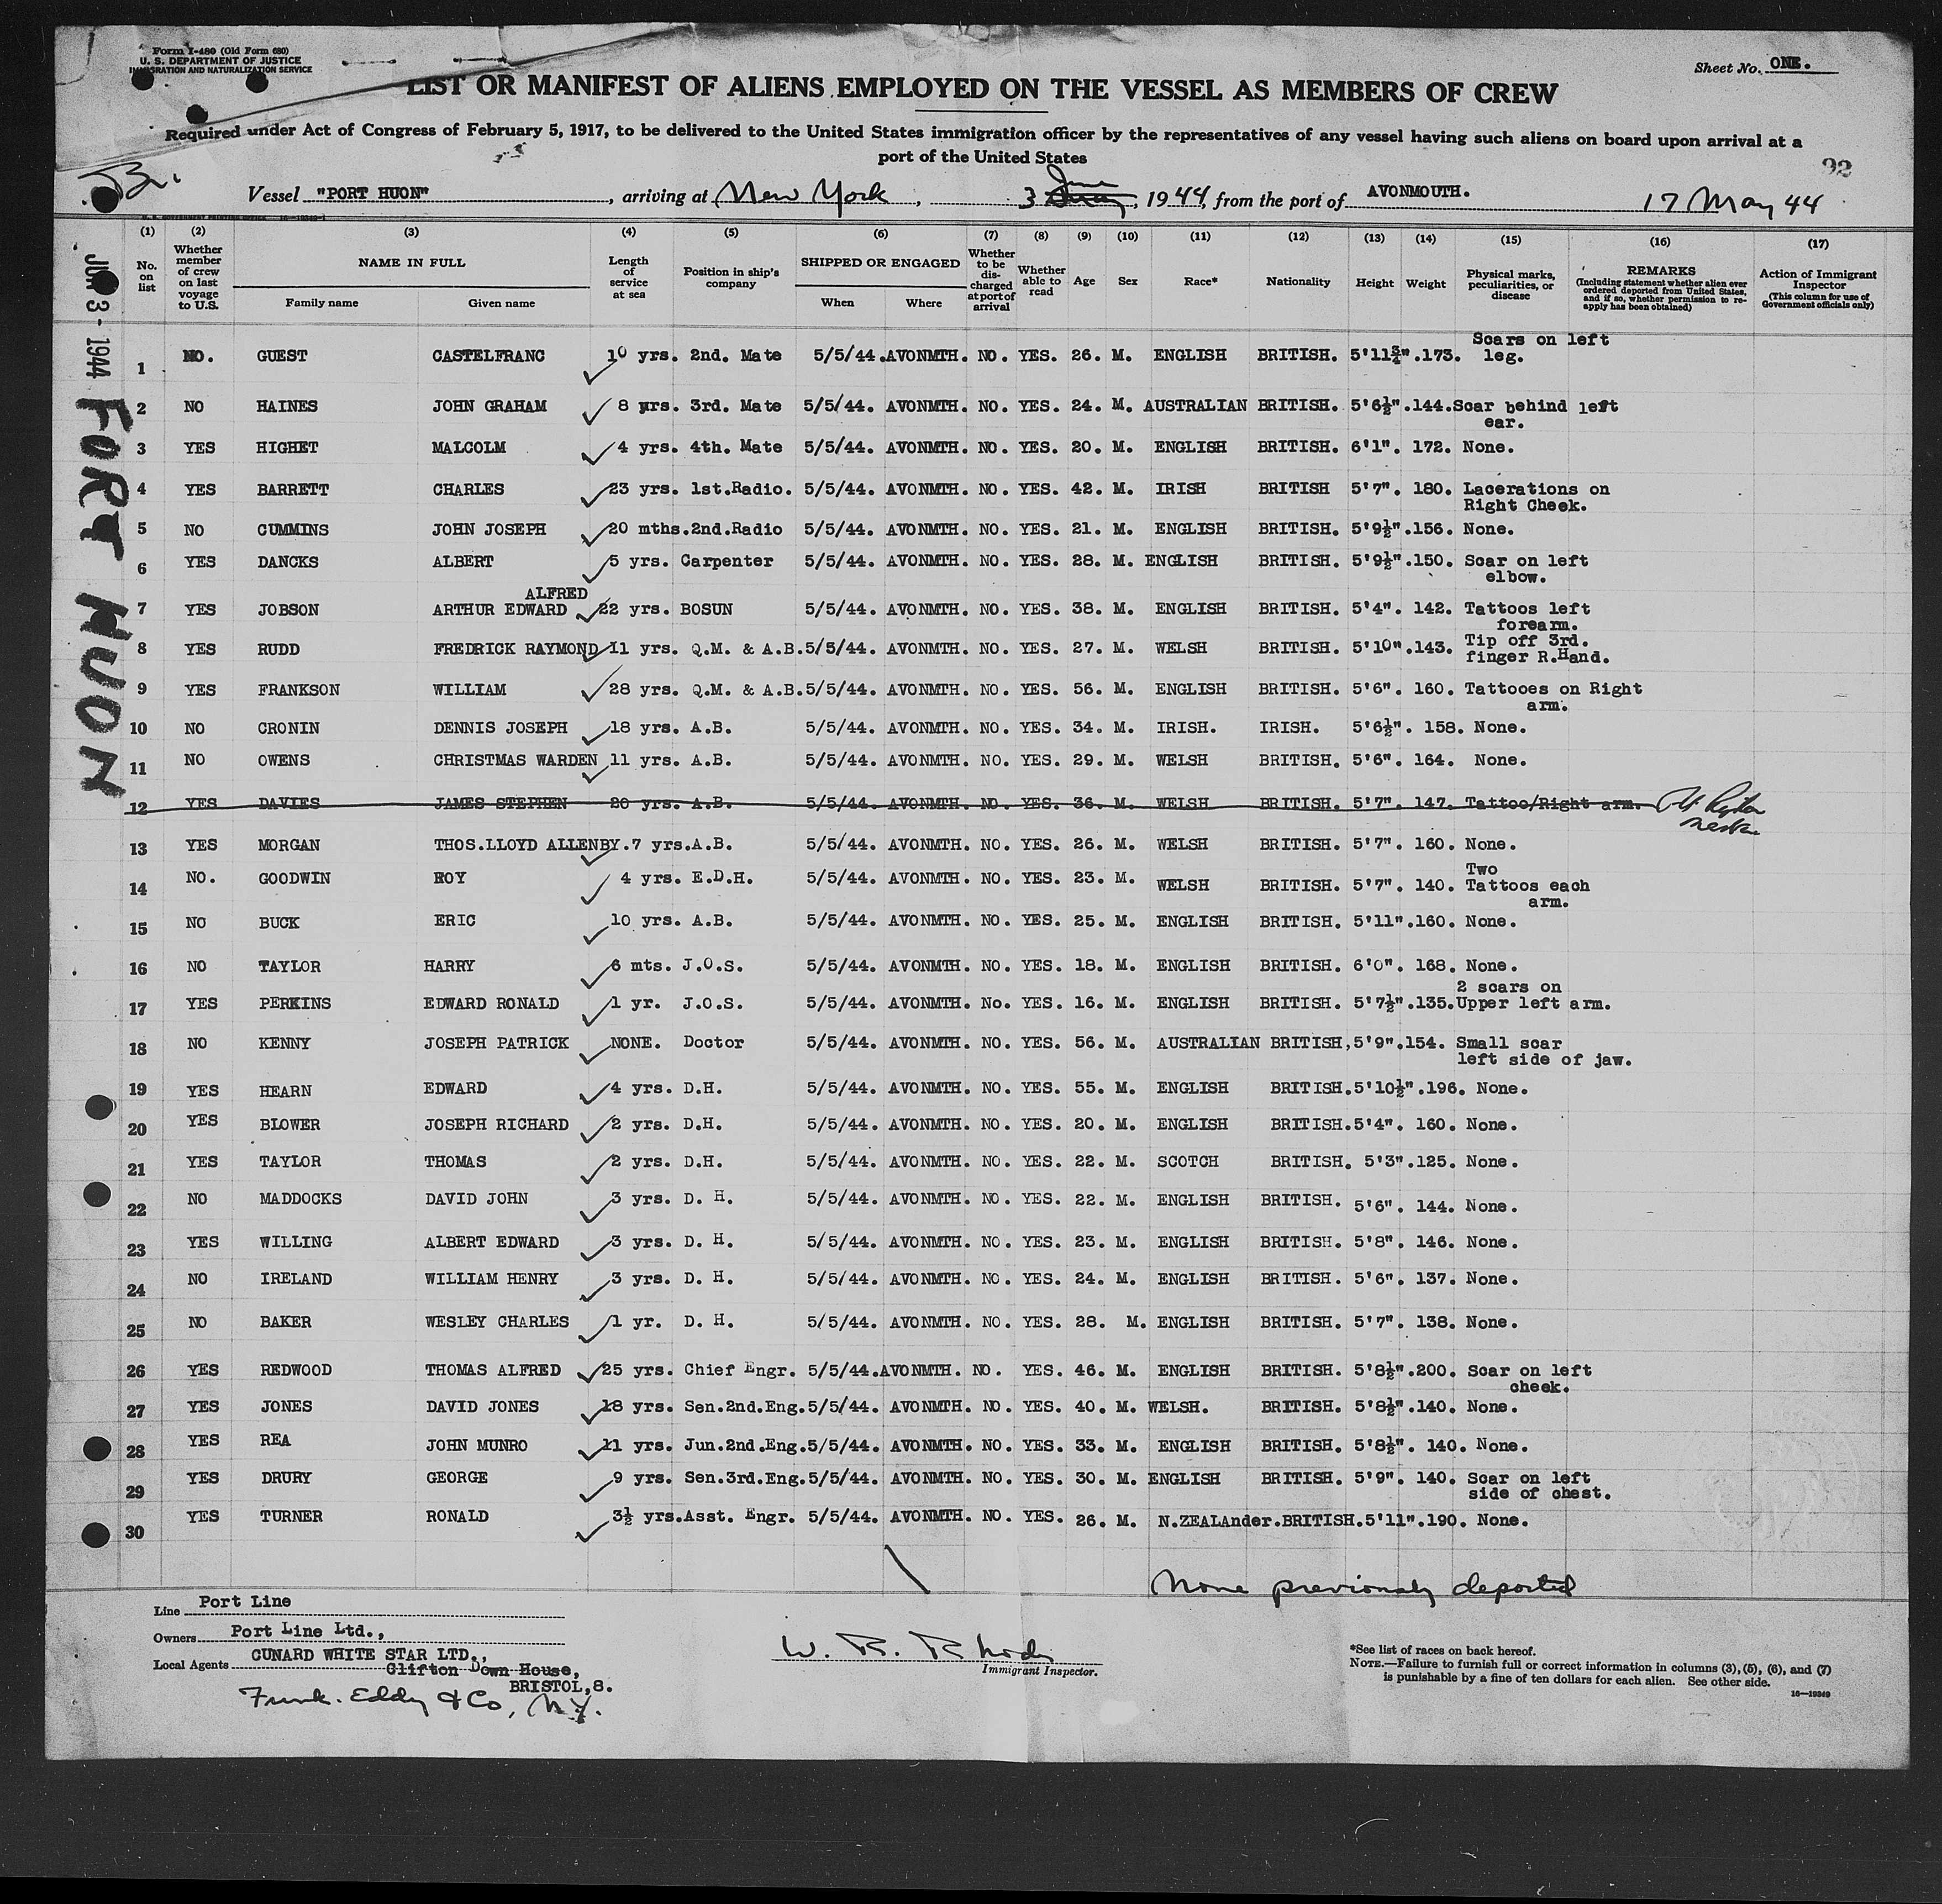 Form I-480 (Old Form 680)
U. S. DEPARTMENT OF JUSTICE
IMMIGRATION AND NATURALIZATION SERVICE
Sheet No. ONE.
LIST OR MANIFEST OF ALIENS EMPLOYED ON THE VESSEL AS MEMBERS OF CREW
Required under Act of Congress of February 5, 1917, to be delivered to the United States immigration officer by the representatives of any vessel having such aliens on board upon arrival at a
port of the United States
92
Br.
Vessel "PORT HUON", arriving at New York, 3 June, 1944, from the port of AVONMOUTH. 17 May 44
JUN 3 - 1944
FORT HUON
(1) (2) (3) (4) (5) (6) (7) (8) (9) (10) (11) (12) (13) (14) (15) (16) (17)
No. on list
Whether member of crew on last voyage to U.S.
NAME IN FULL
Family name Given name
Length of service at sea
Position in ship's company
SHIPPED OR ENGAGED
When Where
Whether to be discharged at port of arrival
Whether able to read
Age
Sex
Race*
Nationality
Height
Weight
Physical marks, peculiarities, or disease
REMARKS
(Including statement whether alien ever ordered deported from United States, and if so, whether permission to re-apply has been obtained)
Action of Immigrant Inspector
(This column for use of Government officials only)
1 NO. GUEST CASTELFRANC 10 yrs. 2nd. Mate 5/5/44. AVONMTH. NO. YES. 26. M. ENGLISH BRITISH. 5'11¾". 173. Scars on left leg.
2 NO HAINES JOHN GRAHAM 8 yrs. 3rd. Mate 5/5/44. AVONMTH. NO. YES. 24. M. AUSTRALIAN BRITISH. 5'6½". 144. Scar behind left ear.
3 YES HIGHET MALCOLM 4 yrs. 4th. Mate 5/5/44. AVONMTH. NO. YES. 20. M. ENGLISH BRITISH. 6'1". 172. None.
4 YES BARRETT CHARLES 23 yrs. 1st.Radio. 5/5/44. AVONMTH. NO. YES. 42. M. IRISH BRITISH 5'7". 180. Lacerations on Right Cheek.
5 NO CUMMINS JOHN JOSEPH 20 mths. 2nd.Radio 5/5/44. AVONMTH. NO. YES. 21. M. ENGLISH BRITISH. 5'9½". 156. None.
6 YES DANCKS ALBERT 5 yrs. Carpenter 5/5/44. AVONMTH. NO. YES. 28. M. ENGLISH BRITISH. 5'9½". 150. Scar on left elbow.
7 YES JOBSON ALFRED ARTHUR EDWARD 22 yrs. BOSUN 5/5/44. AVONMTH. NO. YES. 38. M. ENGLISH BRITISH. 5'4". 142. Tattoos left forearm.
8 YES RUDD FREDRICK RAYMOND 11 yrs. Q.M. & A.B. 5/5/44. AVONMTH. NO. YES. 27. M. WELSH BRITISH. 5'10". 143. Tip off 3rd. finger R.Hand.
9 YES FRANKSON WILLIAM 28 yrs. Q.M. & A.B. 5/5/44. AVONMTH. NO. YES. 56. M. ENGLISH BRITISH. 5'6". 160. Tattooes on Right arm.
10 NO CRONIN DENNIS JOSEPH 18 yrs. A.B. 5/5/44. AVONMTH. NO. YES. 34. M. IRISH. IRISH. 5'6½". 158. None.
11 NO OWENS CHRISTMAS WARDEN 11 yrs. A.B. 5/5/44. AVONMTH. NO. YES. 29. M. WELSH BRITISH. 5'6". 164. None.
12 YES DAVIES JAMES STEPHEN 20 yrs. A.B. 5/5/44. AVONMTH. NO. YES. 36. M. WELSH BRITISH. 5'7". 147. Tattoo/Right arm.
13 YES MORGAN THOS.LLOYD ALLENBY. 7 yrs. A.B. 5/5/44. AVONMTH. NO. YES. 26. M. WELSH BRITISH. 5'7". 160. None.
14 NO. GOODWIN ROY 4 yrs. E.D.H. 5/5/44. AVONMTH. NO. YES. 23. M. WELSH BRITISH. 5'7". 140. Two Tattoos each arm.
15 NO BUCK ERIC 10 yrs. A.B. 5/5/44. AVONMTH. NO. YES. 25. M. ENGLISH BRITISH. 5'11". 160. None.
16 NO TAYLOR HARRY 6 mts. J.O.S. 5/5/44. AVONMTH. NO. YES. 18. M. ENGLISH BRITISH. 6'0". 168. None.
17 YES PERKINS EDWARD RONALD 1 yr. J.O.S. 5/5/44. AVONMTH. No. YES. 16. M. ENGLISH BRITISH. 5'7½". 135. 2 scars on Upper left arm.
18 NO KENNY JOSEPH PATRICK NONE. Doctor 5/5/44. AVONMTH. NO. YES. 56. M. AUSTRALIAN BRITISH, 5'9". 154. Small scar left side of jaw.
19 YES HEARN EDWARD 4 yrs. D.H. 5/5/44. AVONMTH. NO. YES. 55. M. ENGLISH BRITISH. 5'10½". 196. None.
20 YES BLOWER JOSEPH RICHARD 2 yrs. D.H. 5/5/44. AVONMTH. NO. YES. 20. M. ENGLISH BRITISH. 5'4". 160. None.
21 YES TAYLOR THOMAS 2 yrs. D.H. 5/5/44. AVONMTH. NO. YES. 22. M. SCOTCH BRITISH. 5'3". 125. None.
22 NO MADDOCKS DAVID JOHN 3 yrs. D. H. 5/5/44. AVONMTH. NO. YES. 22. M. ENGLISH BRITISH. 5'6". 144. None.
23 YES WILLING ALBERT EDWARD 3 yrs. D. H. 5/5/44. AVONMTH. NO. YES. 23. M. ENGLISH BRITISH. 5'8". 146. None.
24 NO IRELAND WILLIAM HENRY 3 yrs. D. H. 5/5/44. AVONMTH. NO. YES. 24. M. ENGLISH BRITISH. 5'6". 137. None.
25 NO BAKER WESLEY CHARLES 1 yr. D. H. 5/5/44. AVONMTH. NO. YES. 28. M. ENGLISH BRITISH. 5'7". 138. None.
26 YES REDWOOD THOMAS ALFRED 25 yrs. Chief Engr. 5/5/44. AVONMTH. NO. YES. 46. M. ENGLISH BRITISH. 5'8½". 200. Scar on left cheek.
27 YES JONES DAVID JONES 18 yrs. Sen.2nd.Eng. 5/5/44. AVONMTH. NO. YES. 40. M. WELSH. BRITISH. 5'8½". 140. None.
28 YES REA JOHN MUNRO 11 yrs. Jun.2nd.Eng. 5/5/44. AVONMTH. NO. YES. 33. M. ENGLISH BRITISH. 5'8½". 140. None.
29 YES DRURY GEORGE 9 yrs. Sen.3rd.Eng. 5/5/44. AVONMTH. NO. YES. 30. M. ENGLISH BRITISH. 5'9". 140. Scar on left side of chest.
30 YES TURNER RONALD 3½ yrs. Asst. Engr. 5/5/44. AVONMTH. NO. YES. 26. M. N.ZEALAnder. BRITISH. 5'11". 190. None.
None previously deported
Line Port Line
Owners Port Line Ltd.,
Local Agents CUNARD WHITE STAR LTD.,
Clifton Down House,
BRISTOL,8.
Funk. Eddy & Co, N.Y.
W. R. Rhods
Immigrant Inspector.
*See list of races on back hereof.
NOTE.—Failure to furnish full or correct information in columns (3), (5), (6), and (7)
is punishable by a fine of ten dollars for each alien. See other side.
16—19349